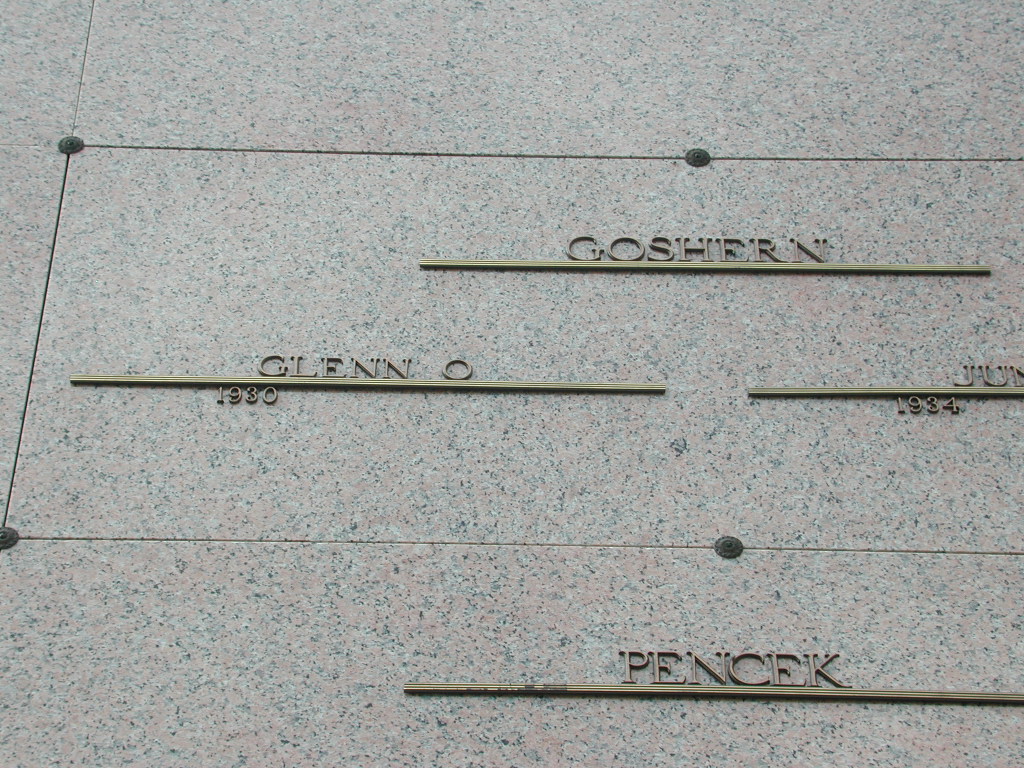 GOSHERN
GLENN O
1930
1934
PENCEK